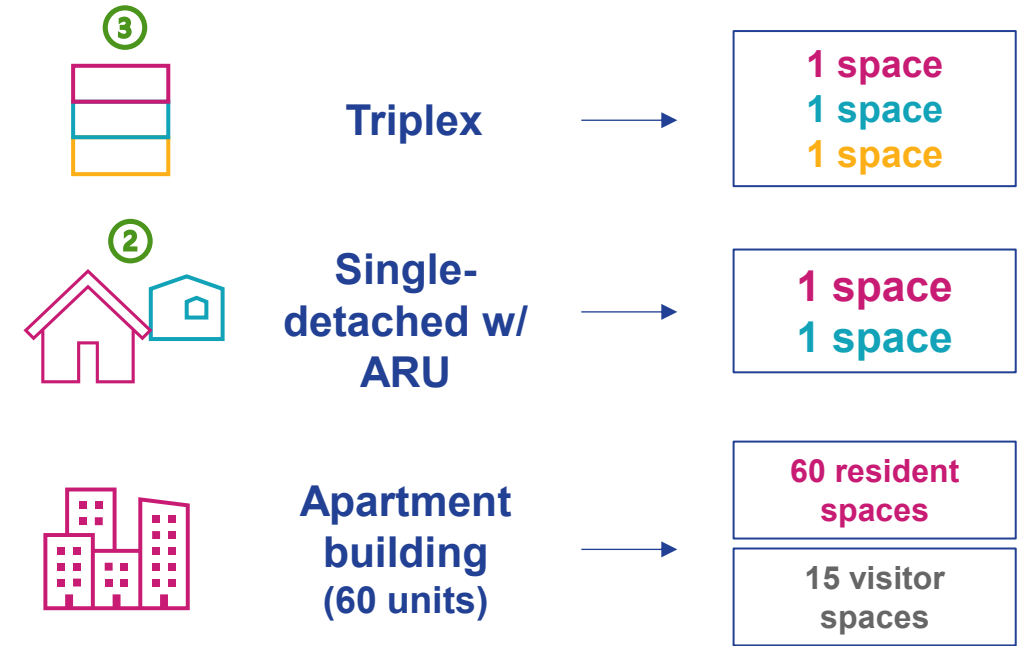 3
Triplex
1 space
1 space
1 space
2
Single-
detached w/
ARU
1 space
1 space
Apartment
building
(60 units)
60 resident
spaces
15 visitor
spaces